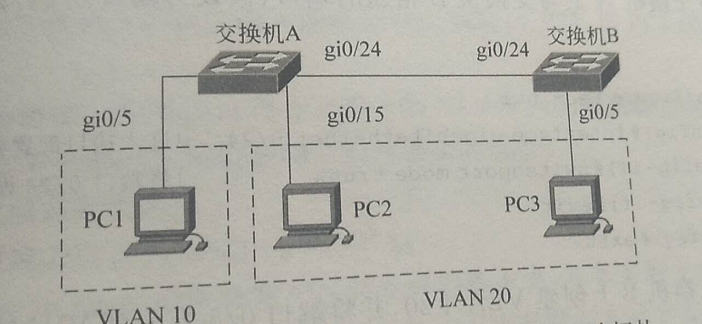 交换机A
gi0/24
gi0/24
交换机B
gi0/5
gi0/15
gi0/5
PC1
PC2
PC3
VLAN 10
VLAN 20